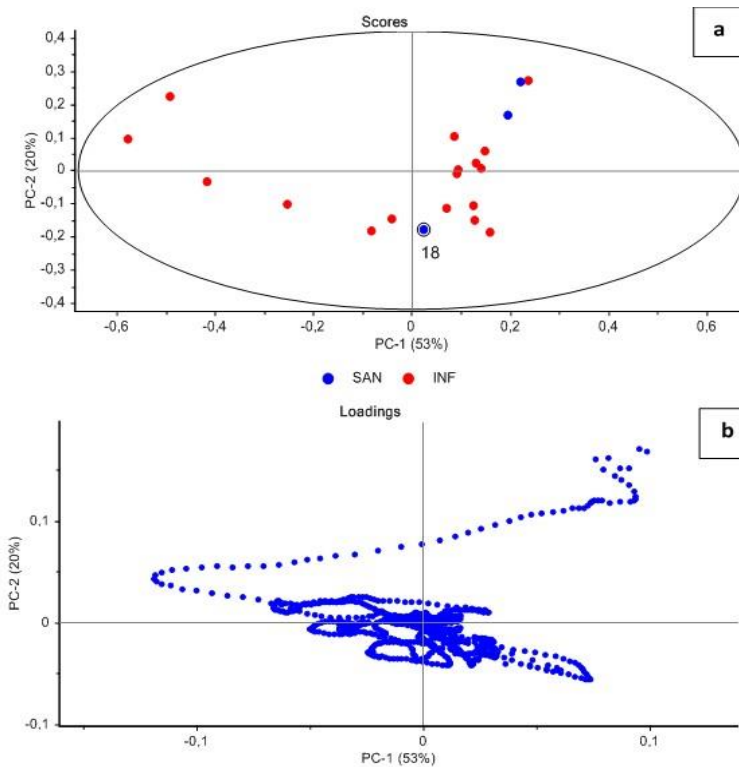 Scores
a
0,4
0,3
0,2
0,1
0
-0,1
-0,2
-0,3
-0,4
PC-2 (20%)
18
-0,6
-0,4
-0,2
0
0,2
0,4
0,6
PC-1 (53%)
SAN
INF
Loadings
b
0,1
0
-0,1
PC-2 (20%)
-0,1
0
0,1
PC-1 (53%)